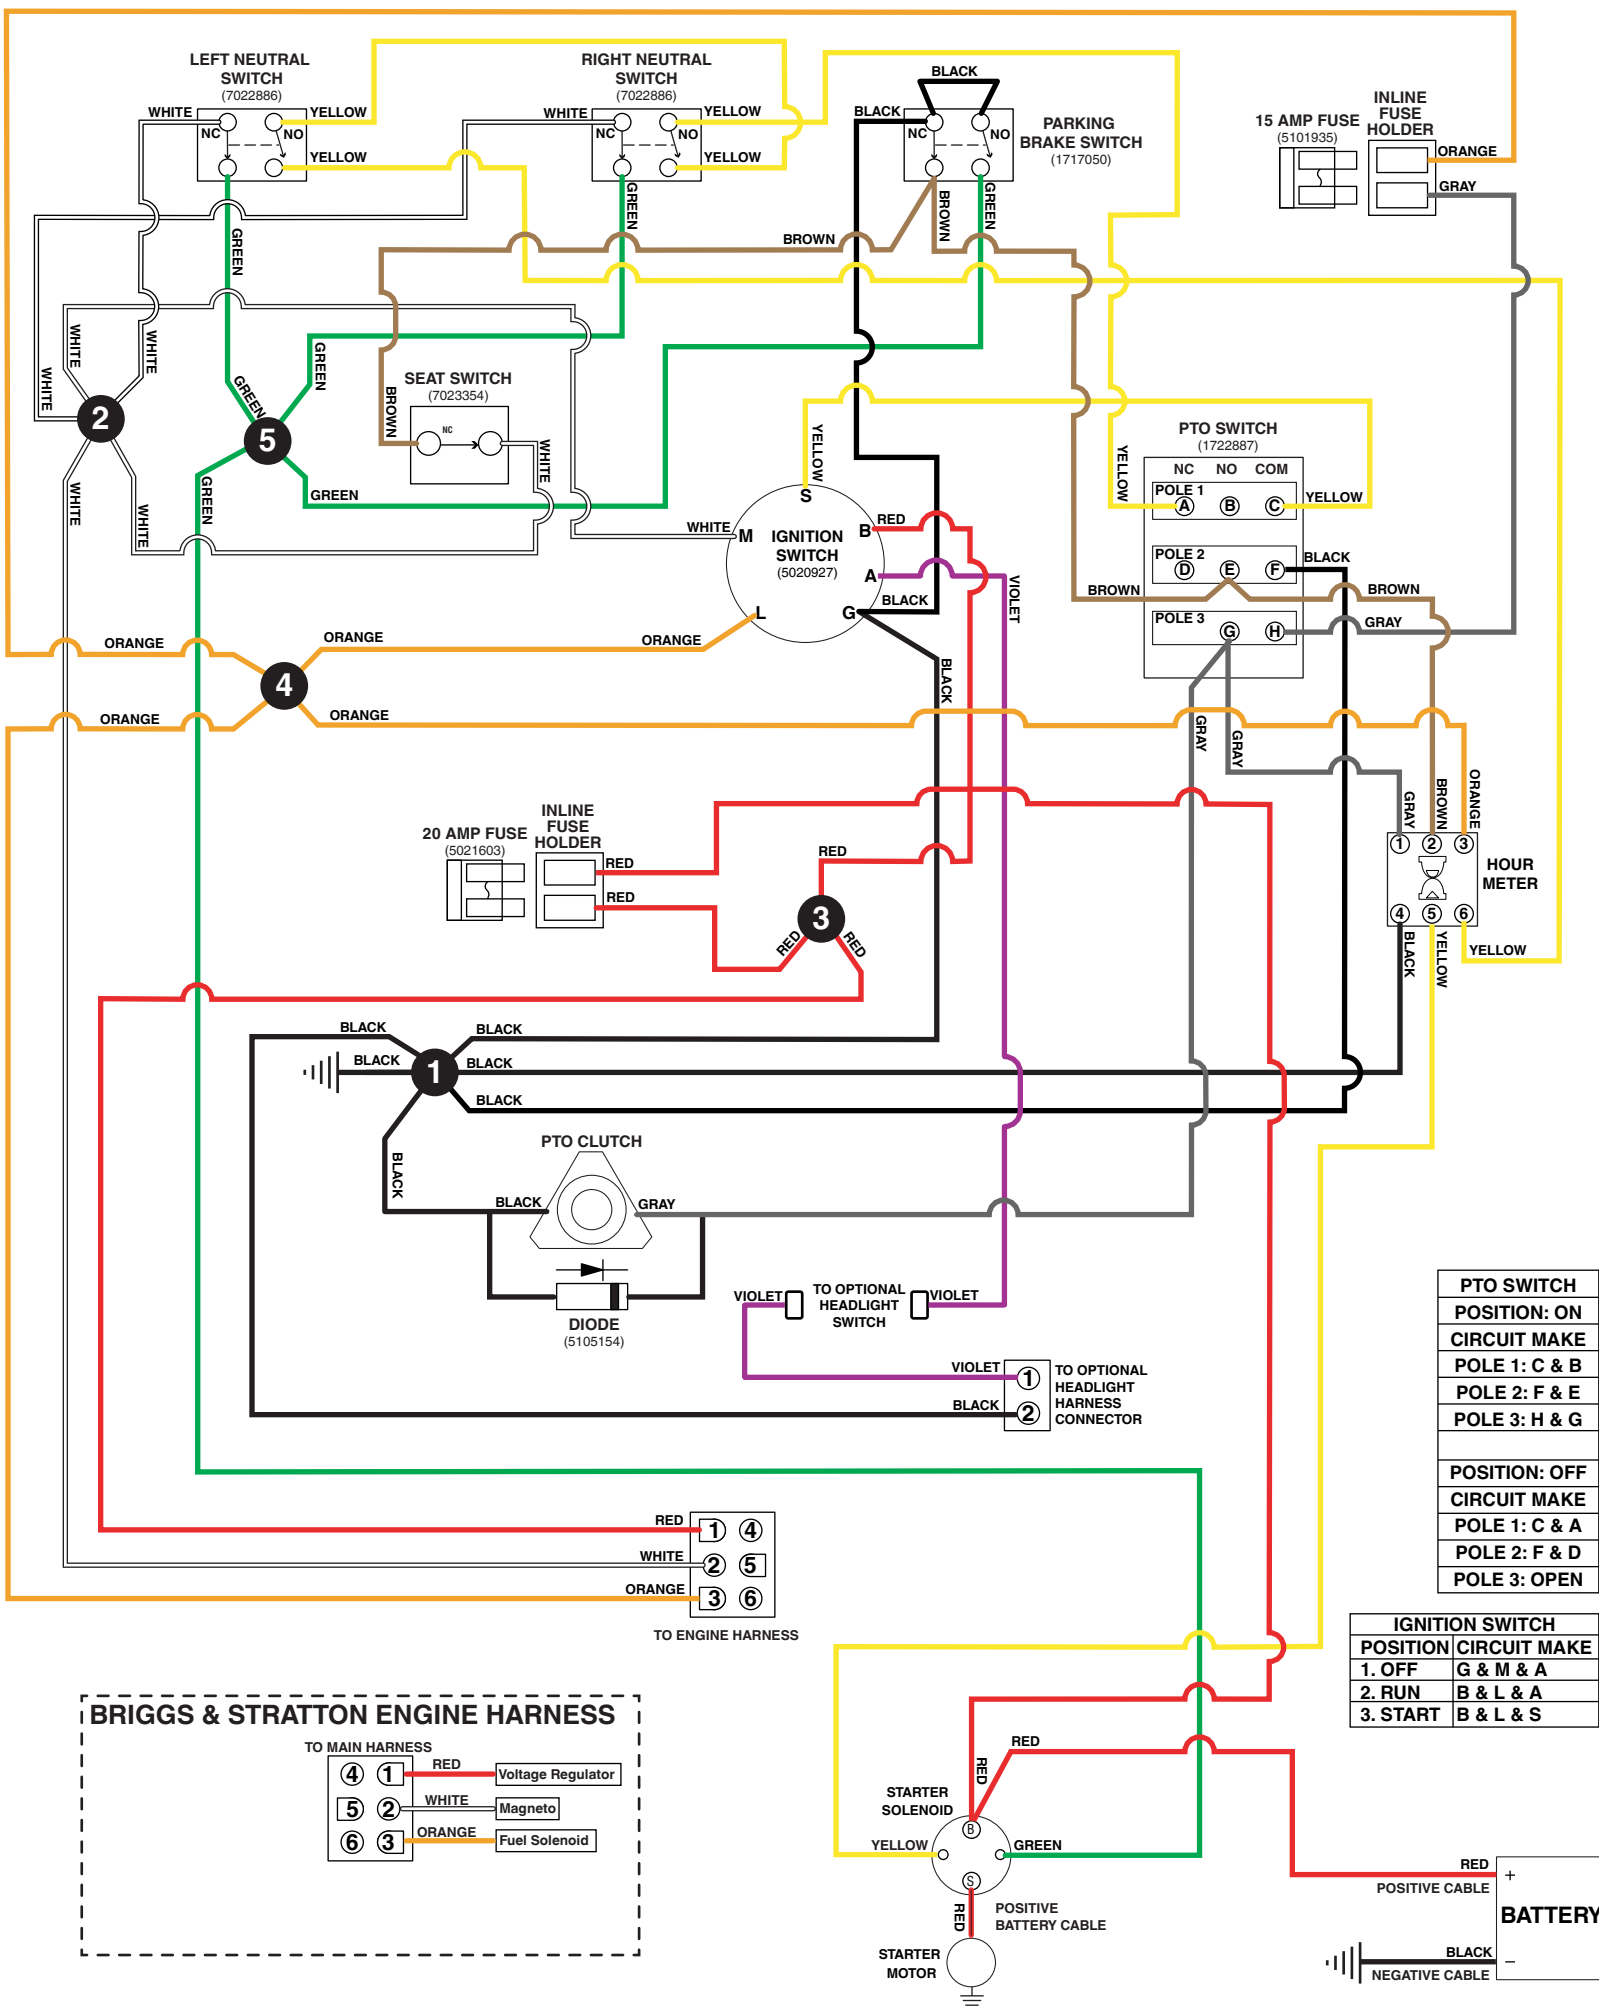 LEFT NEUTRAL
SWITCH
(7022886)
WHITE
YELLOW
NC
NO
YELLOW
GREEN
RIGHT NEUTRAL
SWITCH
(7022886)
WHITE
YELLOW
NC
NO
YELLOW
GREEN
BLACK
BLACK
NC
NO
PARKING
BRAKE SWITCH
(1717050)
BROWN
BROWN
GREEN
15 AMP FUSE
(5101935)
INLINE
FUSE
HOLDER
ORANGE
GRAY
WHITE
WHITE
WHITE
2
WHITE
WHITE
GREEN
GREEN
5
GREEN
GREEN
SEAT SWITCH
(7023354)
NC
BROWN
WHITE
YELLOW
S
WHITE
M
IGNITION
SWITCH
(5020927)
B
RED
A
VIOLET
L
G
BLACK
BLACK
PTO SWITCH
(1722887)
NC NO COM
POLE 1
A B C
YELLOW
YELLOW
POLE 2
D E F
BLACK
BROWN
BROWN
POLE 3
G H
GRAY
GRAY
GRAY
ORANGE
ORANGE
ORANGE
4
ORANGE
ORANGE
GRAY
BROWN
ORANGE
1 2 3
HOUR
METER
4 5 6
BLACK
YELLOW
YELLOW
20 AMP FUSE
(5021603)
INLINE
FUSE
HOLDER
RED
RED
RED
3
RED
RED
BLACK
BLACK
BLACK
1
BLACK
BLACK
BLACK
PTO CLUTCH
BLACK
GRAY
DIODE
(5105154)
VIOLET
TO OPTIONAL
HEADLIGHT
SWITCH
VIOLET
VIOLET
1
BLACK
2
TO OPTIONAL
HEADLIGHT
HARNESS
CONNECTOR
PTO SWITCH
POSITION: ON
CIRCUIT MAKE
POLE 1: C & B
POLE 2: F & E
POLE 3: H & G
POSITION: OFF
CIRCUIT MAKE
POLE 1: C & A
POLE 2: F & D
POLE 3: OPEN
RED
1 4
WHITE
2 5
ORANGE
3 6
TO ENGINE HARNESS
IGNITION SWITCH
POSITION CIRCUIT MAKE
1. OFF G & M & A
2. RUN B & L & A
3. START B & L & S
BRIGGS & STRATTON ENGINE HARNESS
TO MAIN HARNESS
4 1 RED Voltage Regulator
5 2 WHITE Magneto
6 3 ORANGE Fuel Solenoid
RED
RED
STARTER
SOLENOID
B
YELLOW
GREEN
S
RED
POSITIVE
BATTERY CABLE
STARTER
MOTOR
RED
+
POSITIVE CABLE
BATTERY
BLACK
–
NEGATIVE CABLE